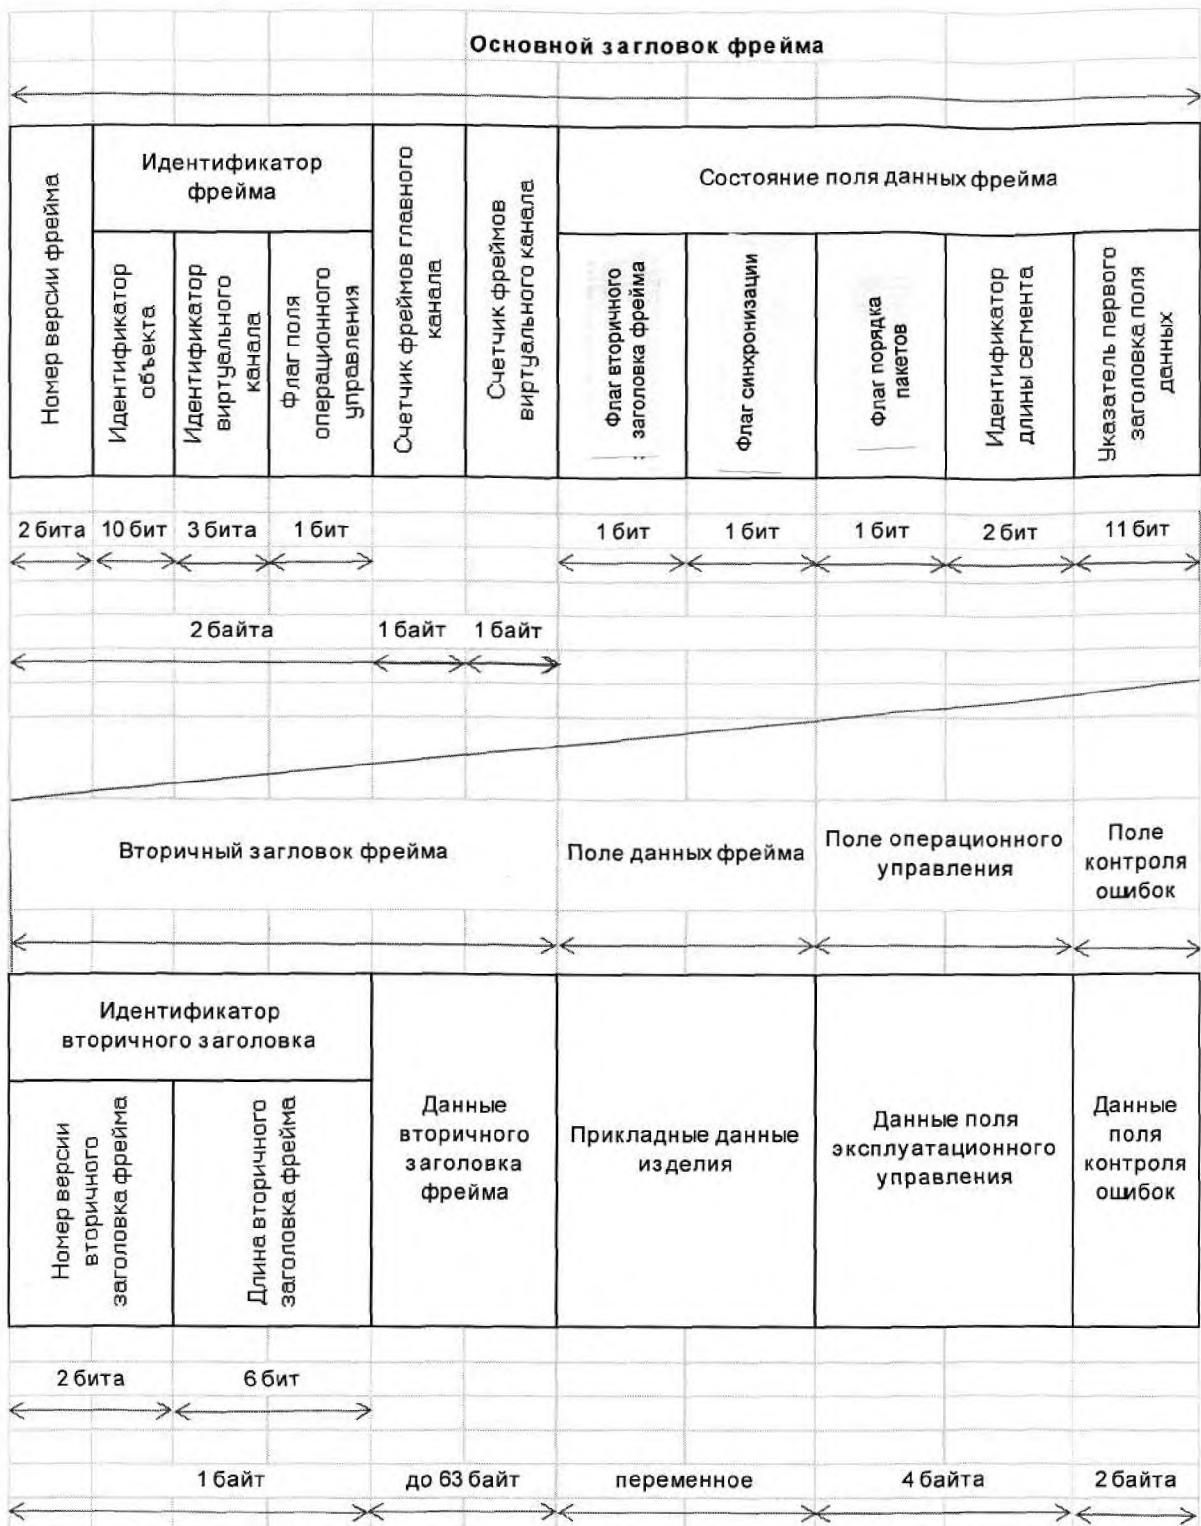 Основной загловок фрейма
Номер версии фрейма
Идентификатор
фрейма
Идентификатор
объекта
Идентификатор
виртуального
канала
Флаг поля
операционного
управления
Счетчик фреймов главного
канала
Счетчик фреймов
виртуального канала
Состояние поля данных фрейма
Флаг вторичного
заголовка фрейма
Флаг синхронизации
Флаг порядка
пакетов
Идентификатор
длины сегмента
Указатель первого
заголовка поля
данных
2 бита 10 бит 3 бита 1 бит 1 бит 1 бит 1 бит 2 бит 11 бит
2 байта 1 байт 1 байт
Вторичный загловок фрейма
Поле данных фрейма
Поле операционного
управления
Поле
контроля
ошибок
Идентификатор
вторичного заголовка
Номер версии
вторичного
заголовка фрейма
Длина вторичного
заголовка фрейма
Данные
вторичного
заголовка
фрейма
Прикладные данные
изделия
Данные поля
эксплуатационного
управления
Данные
поля
контроля
ошибок
2 бита 6 бит
1 байт до 63 байт переменное 4 байта 2 байта